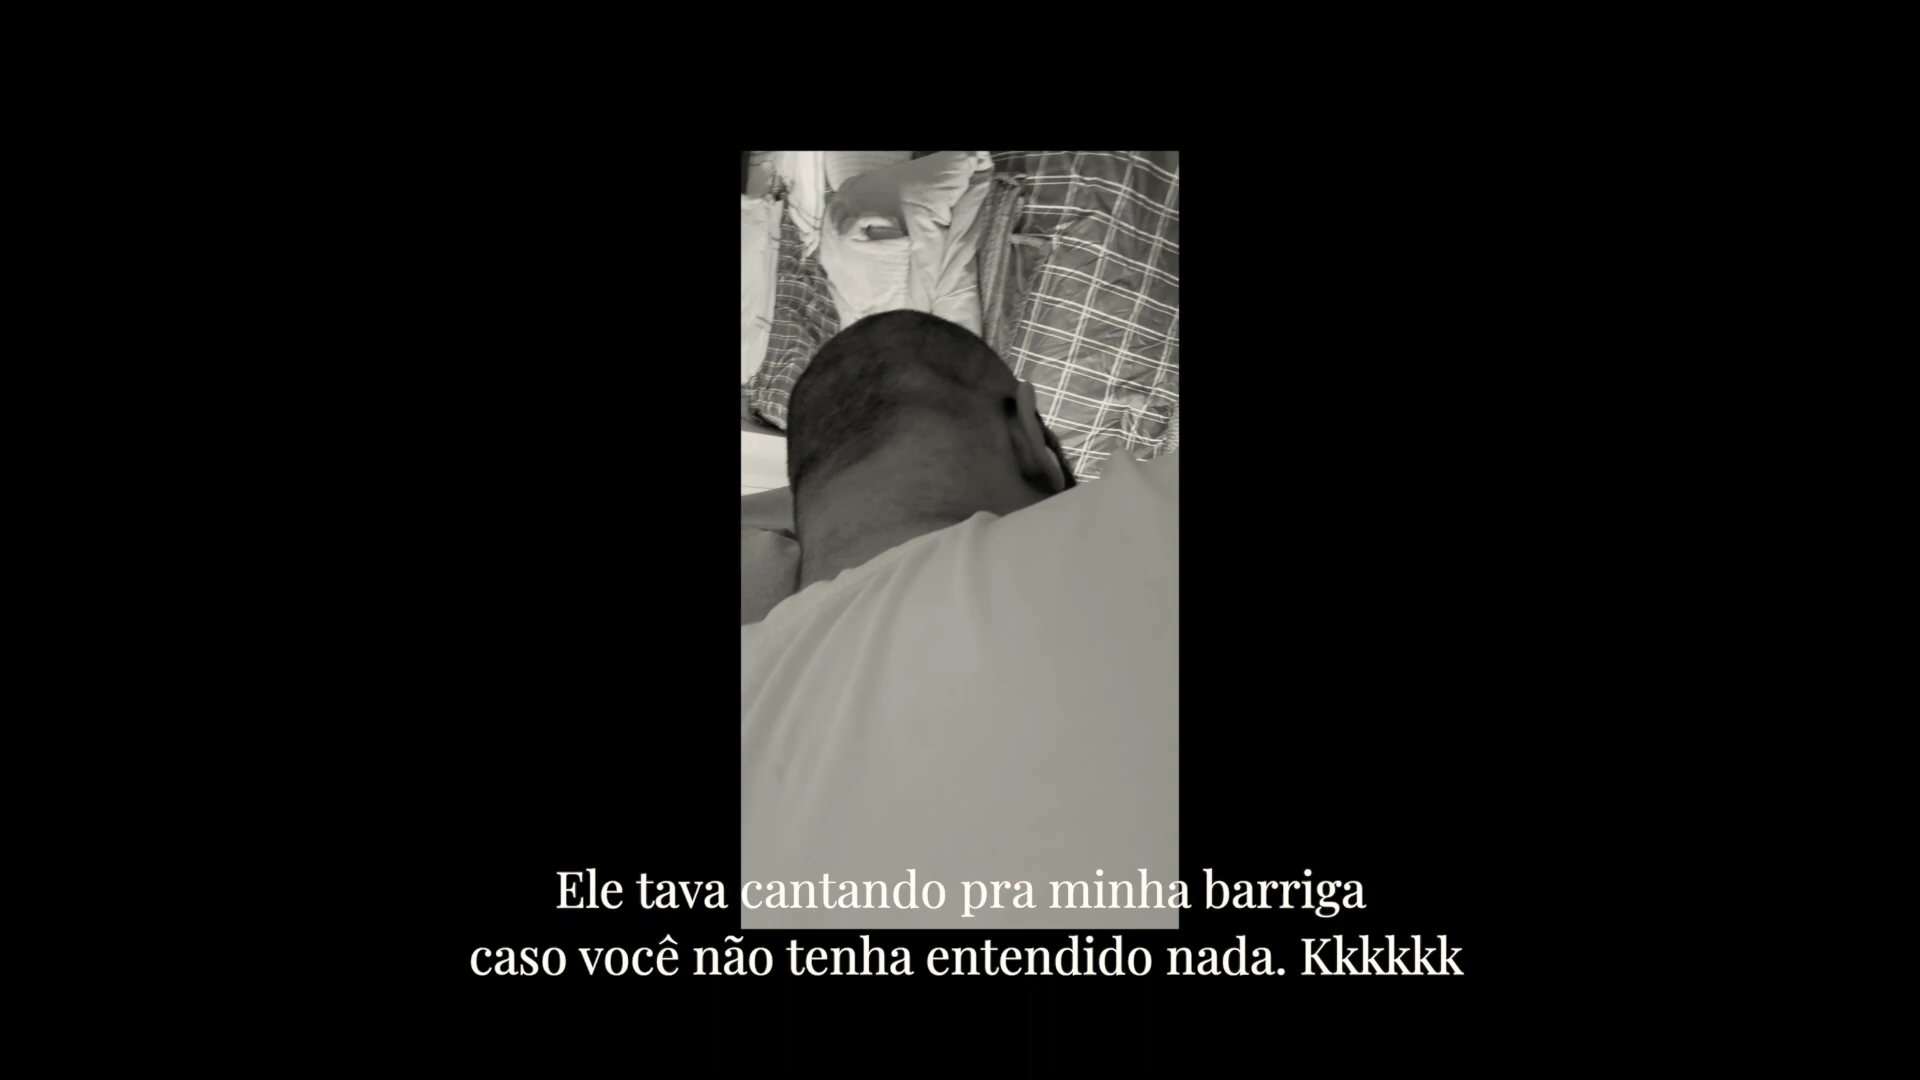 Ele tava cantando pra minha barriga
caso você não tenha entendido nada. Kkkkkk